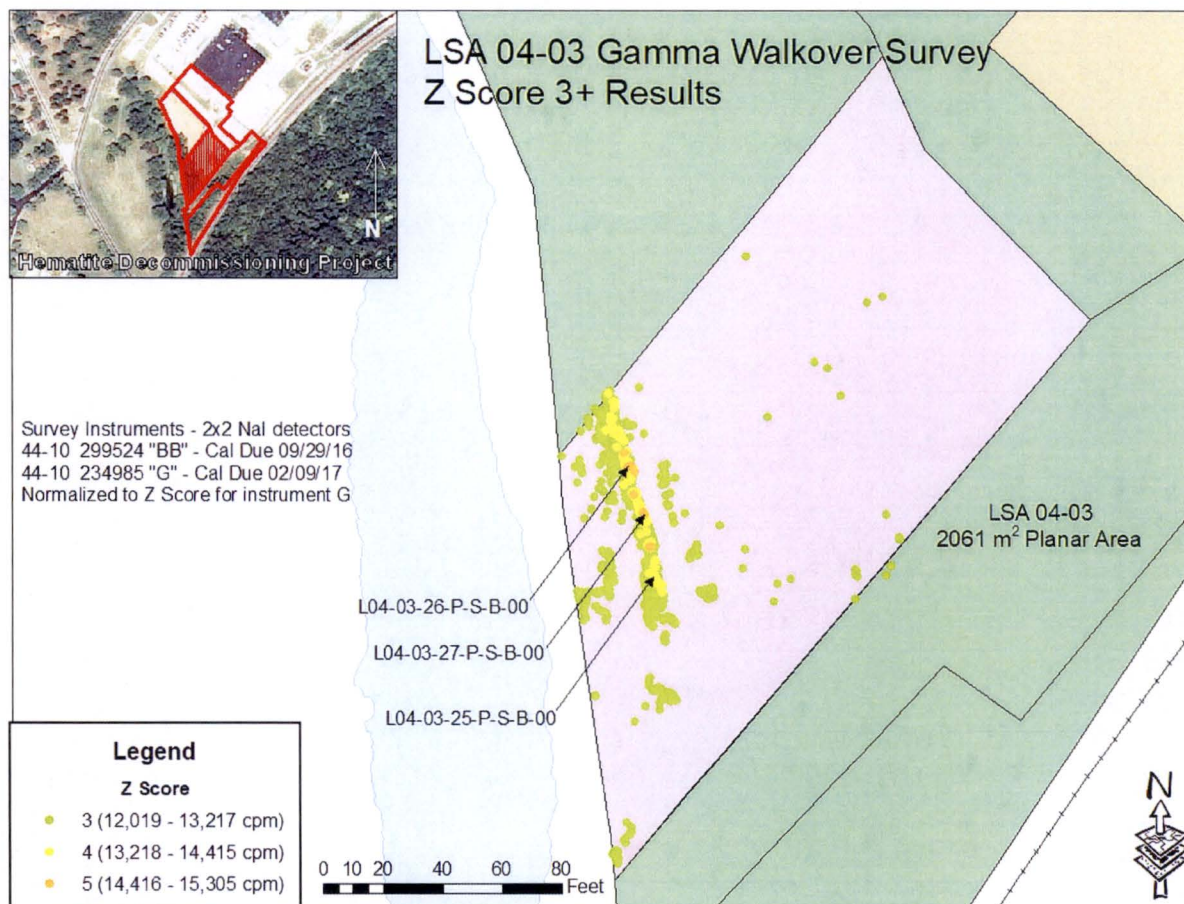 LSA 04-03 Gamma Walkover Survey
Z Score 3+ Results
N
Hematite Decommissioning Project
Survey Instruments - 2x2 NaI detectors
44-10 299524 "BB" - Cal Due 09/29/16
44-10 234985 "G" - Cal Due 02/09/17
Normalized to Z Score for instrument G
LSA 04-03
2061 m² Planar Area
L04-03-26-P-S-B-00
L04-03-27-P-S-B-00
L04-03-25-P-S-B-00
Legend
Z Score
3 (12,019 - 13,217 cpm)
4 (13,218 - 14,415 cpm)
5 (14,416 - 15,305 cpm)
0 10 20 40 60 80
Feet
N